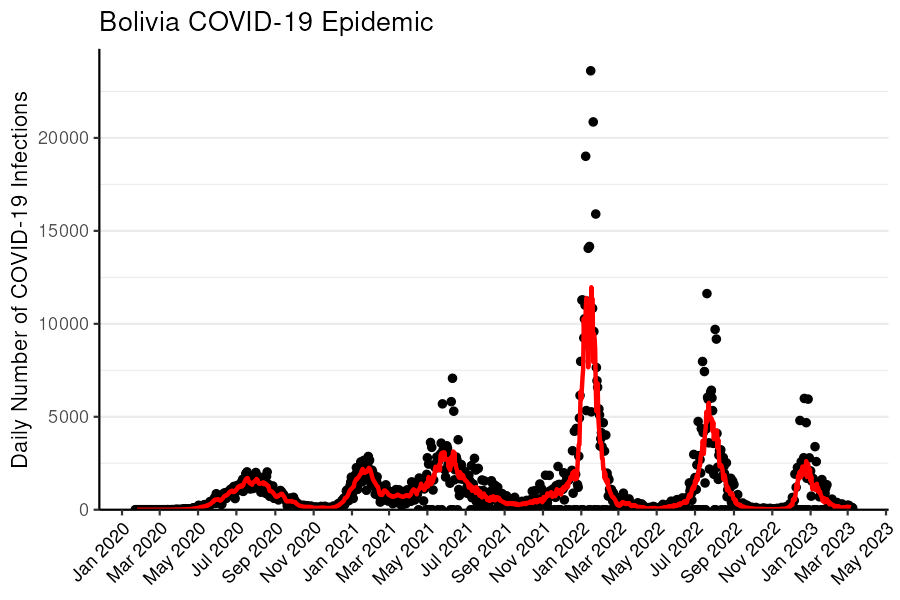 Bolivia COVID-19 Epidemic
Daily Number of COVID-19 Infections
20000
15000
10000
5000
0
Jan 2020
Mar 2020
May 2020
Jul 2020
Sep 2020
Nov 2020
Jan 2021
Mar 2021
May 2021
Jul 2021
Sep 2021
Nov 2021
Jan 2022
Mar 2022
May 2022
Jul 2022
Sep 2022
Nov 2022
Jan 2023
Mar 2023
May 2023